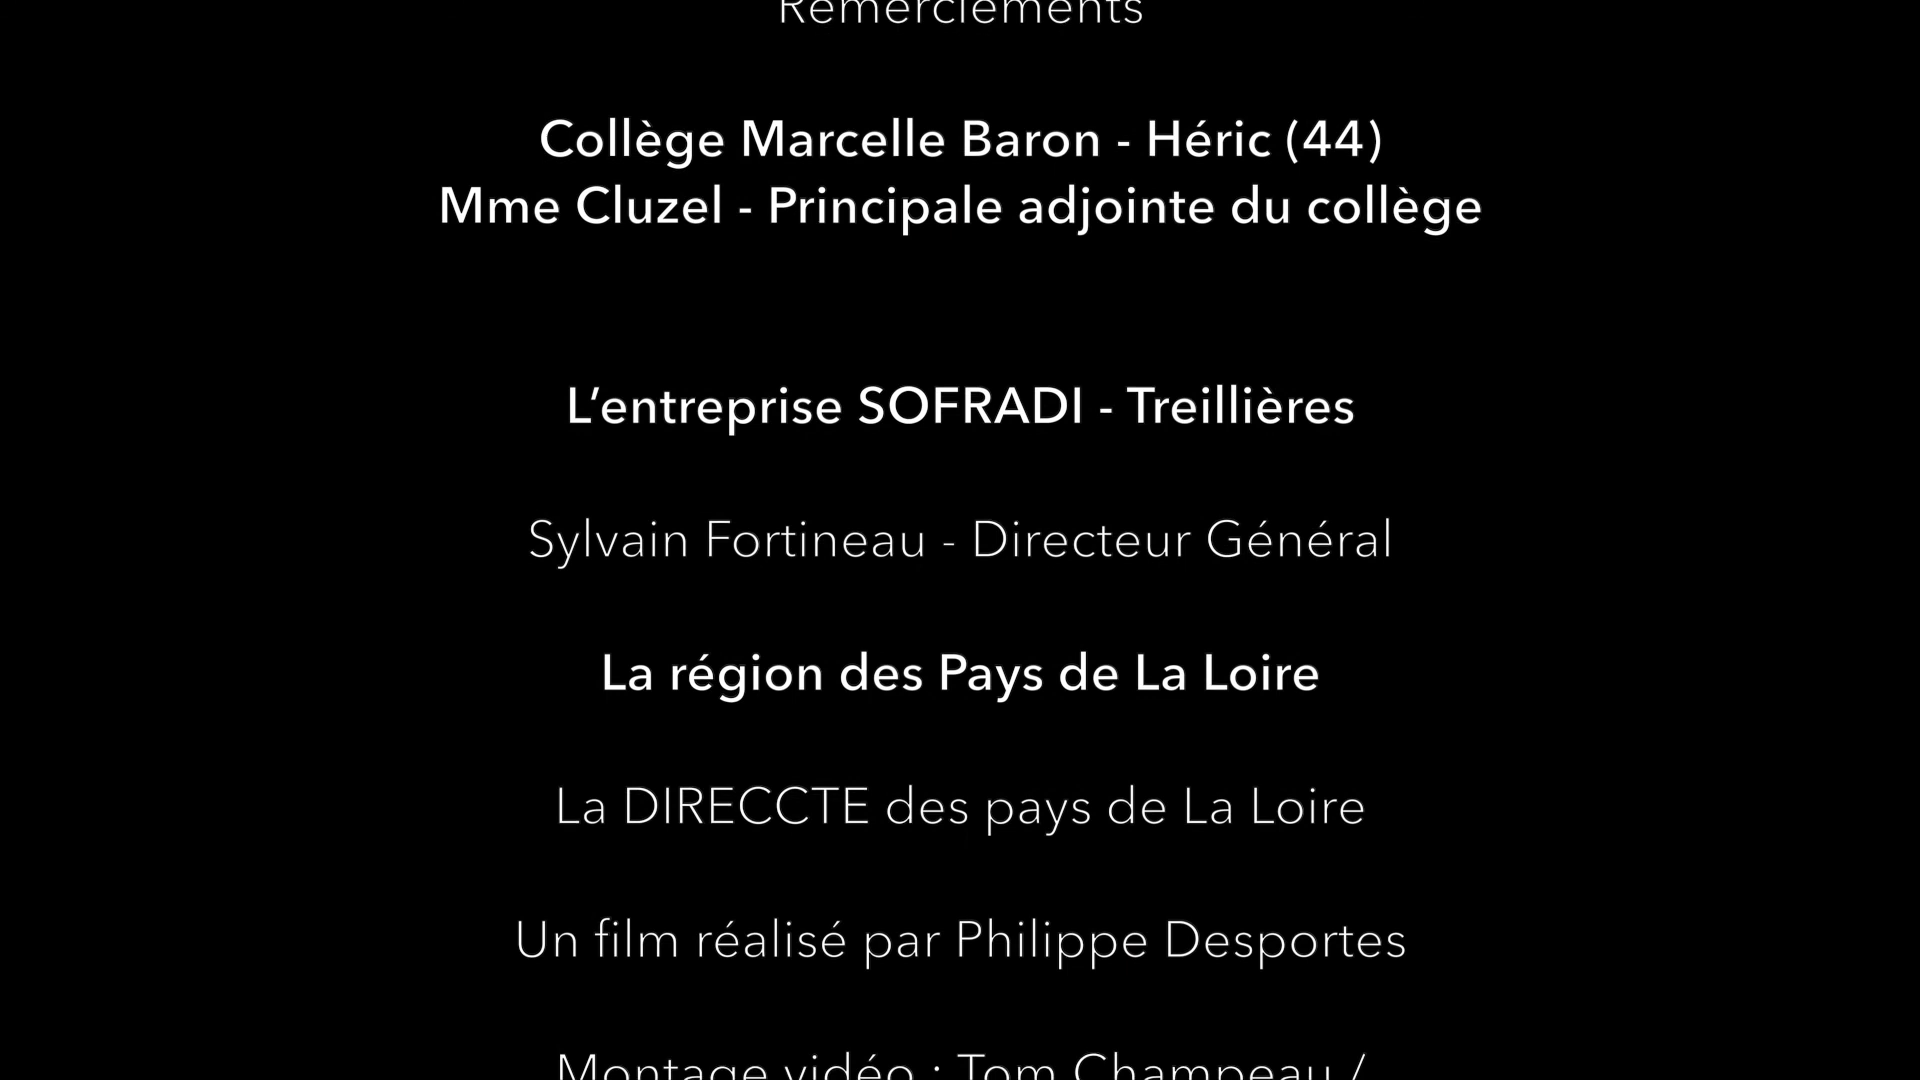 Remerciements
Collège Marcelle Baron - Héric (44)
Mme Cluzel - Principale adjointe du collège
L’entreprise SOFRADI - Treillières
Sylvain Fortineau - Directeur Général
La région des Pays de La Loire
La DIRECCTE des pays de La Loire
Un film réalisé par Philippe Desportes
Montage vidéo : Tom Champeau /